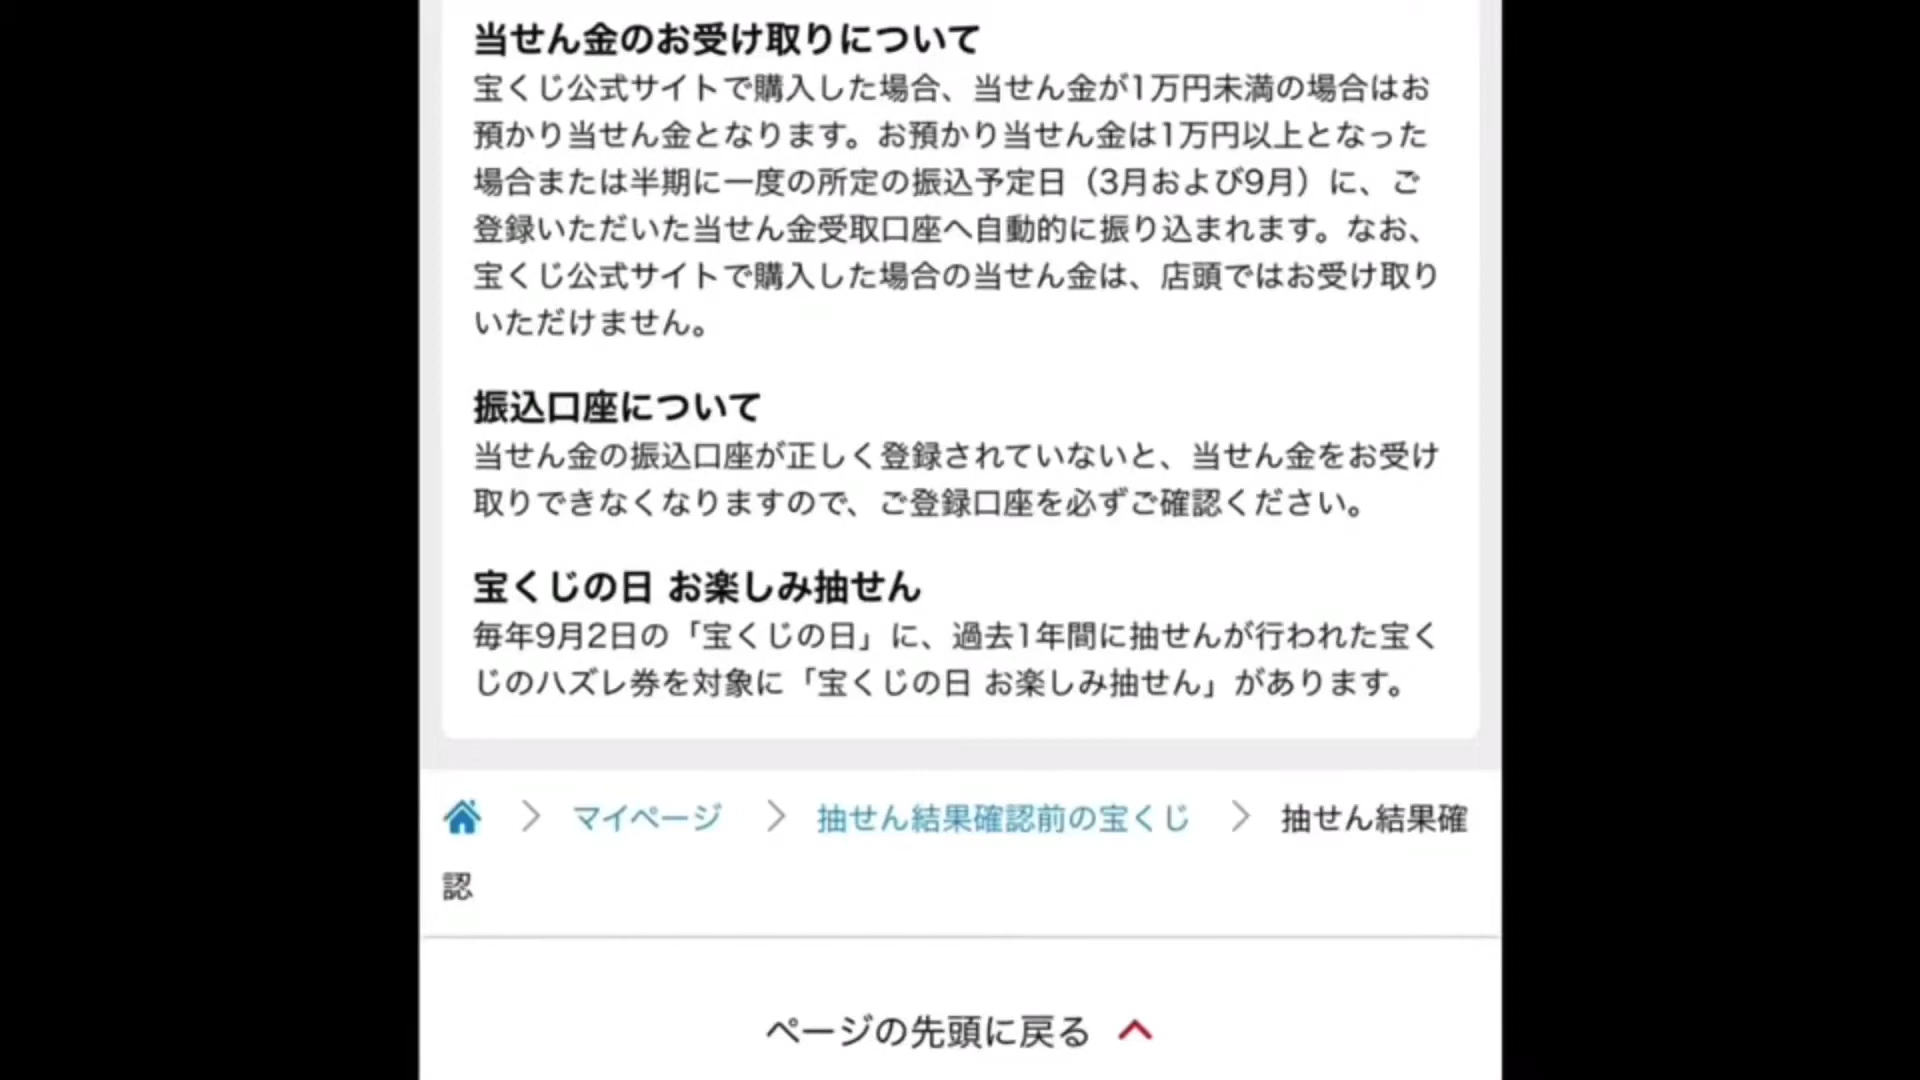 当せん金のお受け取りについて
宝くじ公式サイトで購入した場合、当せん金が1万円未満の場合はお
預かり当せん金となります。お預かり当せん金は1万円以上となった
場合または半期に一度の所定の振込予定日（3月および9月）に、ご
登録いただいた当せん金受取口座へ自動的に振り込まれます。なお、
宝くじ公式サイトで購入した場合の当せん金は、店頭ではお受け取り
いただけません。
振込口座について
当せん金の振込口座が正しく登録されていないと、当せん金をお受け
取りできなくなりますので、ご登録口座を必ずご確認ください。
宝くじの日 お楽しみ抽せん
毎年9月2日の「宝くじの日」に、過去1年間に抽せんが行われた宝く
じのハズレ券を対象に「宝くじの日 お楽しみ抽せん」があります。
マイページ > 抽せん結果確認前の宝くじ > 抽せん結果確
認
ページの先頭に戻る